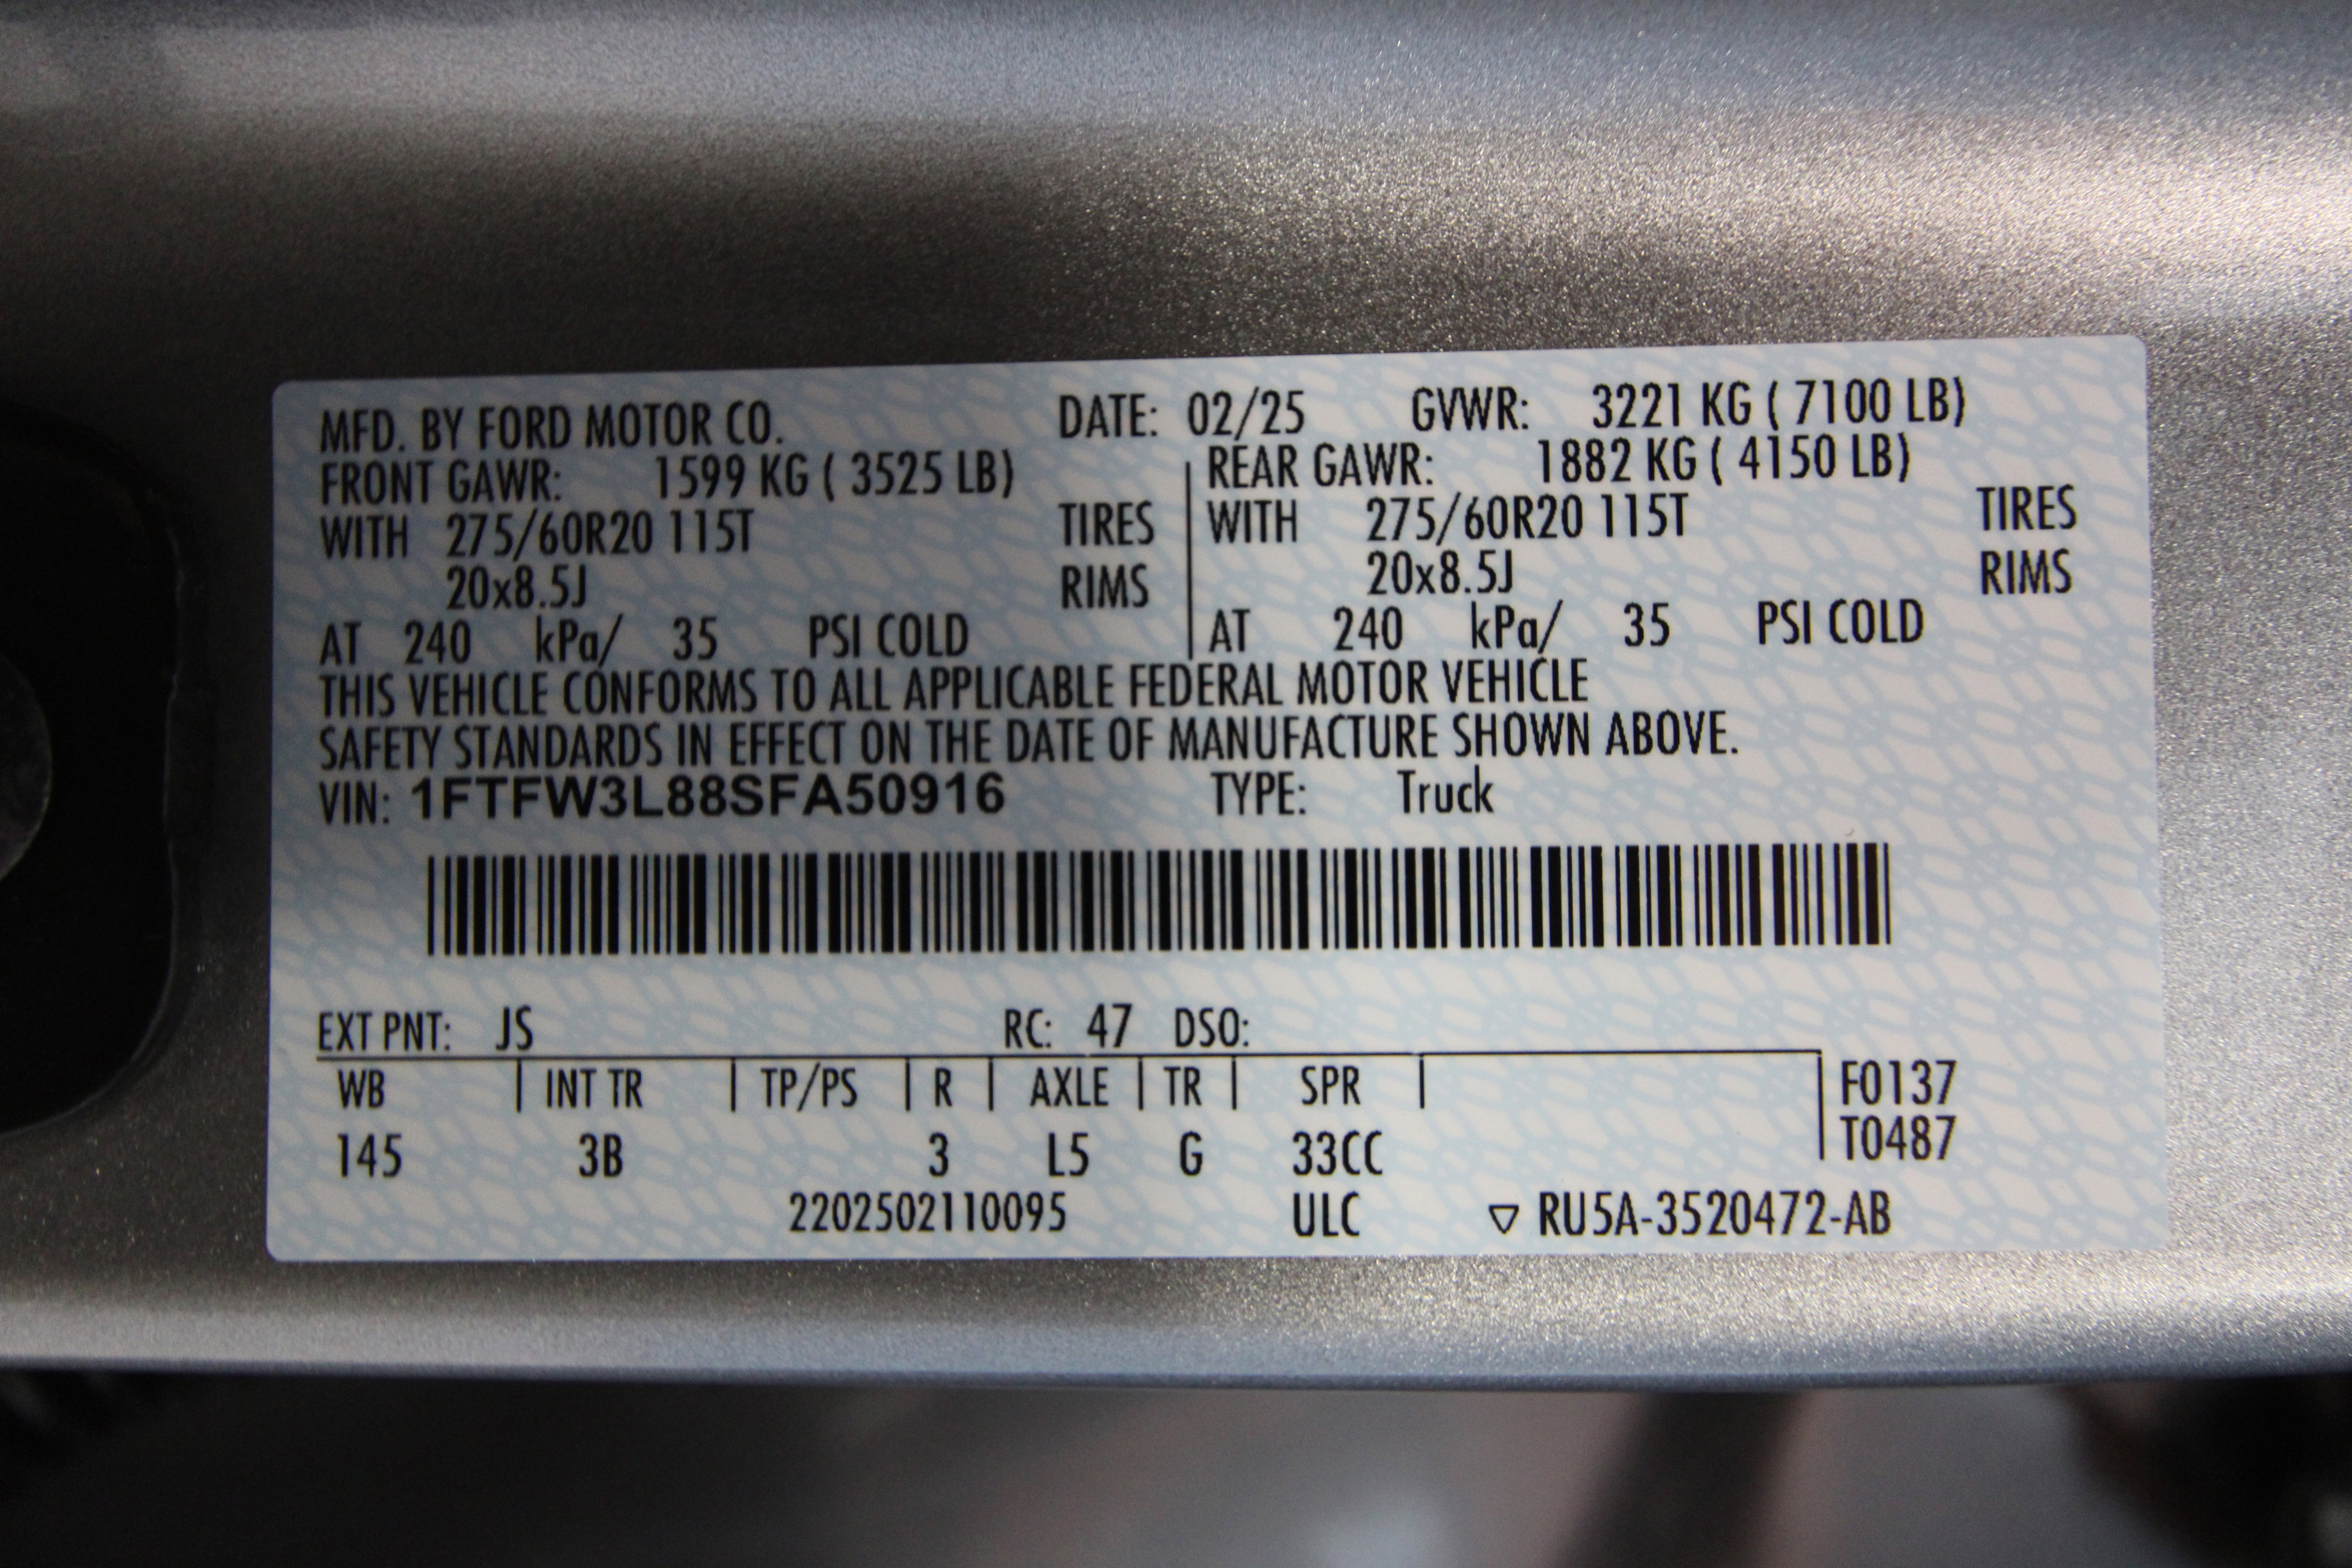 MFD. BY FORD MOTOR CO. DATE: 02/25 GVWR: 3221 KG ( 7100 LB)
FRONT GAWR: 1599 KG ( 3525 LB) REAR GAWR: 1882 KG ( 4150 LB)
WITH 275/60R20 115T TIRES WITH 275/60R20 115T TIRES
20x8.5J RIMS 20x8.5J RIMS
AT 240 kPa/ 35 PSI COLD AT 240 kPa/ 35 PSI COLD
THIS VEHICLE CONFORMS TO ALL APPLICABLE FEDERAL MOTOR VEHICLE
SAFETY STANDARDS IN EFFECT ON THE DATE OF MANUFACTURE SHOWN ABOVE.
VIN: 1FTFW3L88SFA50916 TYPE: Truck
EXT PNT: JS RC: 47 DSO:
WB INT TR TP/PS R AXLE TR SPR F0137
T0487
145 3B 3 L5 G 33CC
2202502110095 ULC ▽ RU5A-3520472-AB